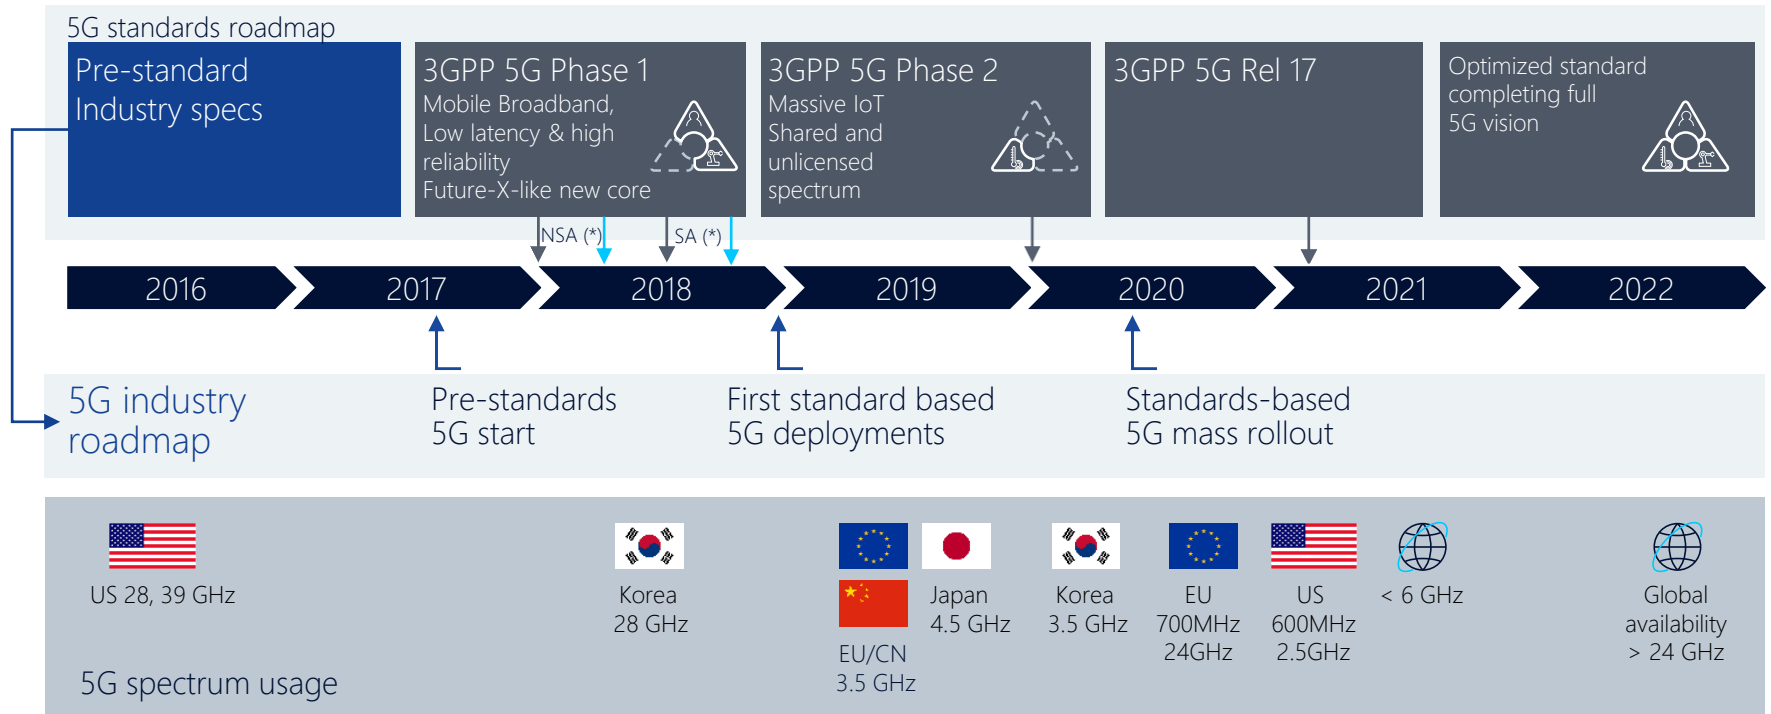 5G standards roadmap
Pre-standard
Industry specs
3GPP 5G Phase 1
Mobile Broadband,
Low latency & high
reliability
Future-X-like new core
3GPP 5G Phase 2
Massive IoT
Shared and
unlicensed
spectrum
3GPP 5G Rel 17
Optimized standard
completing full
5G vision
NSA (*)
SA (*)
2016
2017
2018
2019
2020
2021
2022
5G industry
roadmap
Pre-standards
5G start
First standard based
5G deployments
Standards-based
5G mass rollout
US 28, 39 GHz
Korea
28 GHz
EU/CN
3.5 GHz
Japan
4.5 GHz
Korea
3.5 GHz
EU
700MHz
24GHz
US
600MHz
2.5GHz
< 6 GHz
Global
availability
> 24 GHz
5G spectrum usage